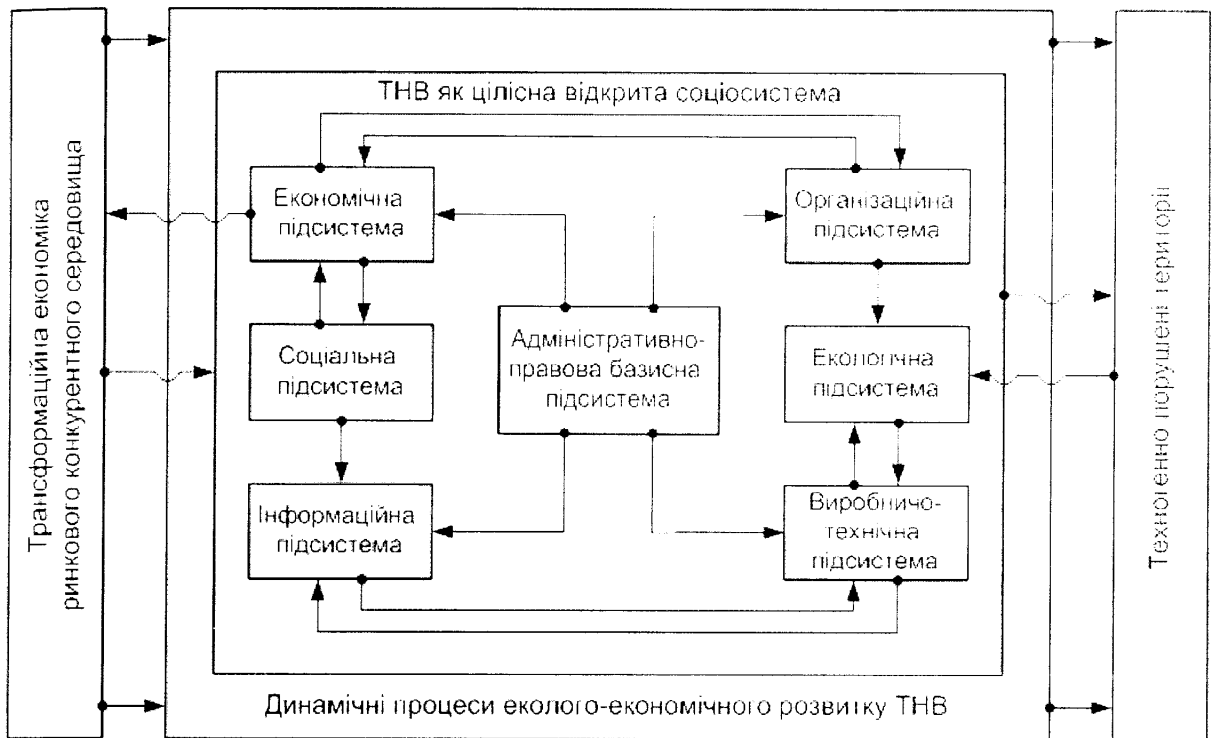 Трансформаційна економіка
ринкового конкурентного середовища
ТНВ як цілісна відкрита соціосистема
Економічна
підсистема
Організаційна
підсистема
Соціальна
підсистема
Адміністративно-
правова базисна
підсистема
Екологічна
підсистема
Інформаційна
підсистема
Виробничо-
технічна
підсистема
Динамічні процеси еколого-економічного розвитку ТНВ
Техногенно порушені території